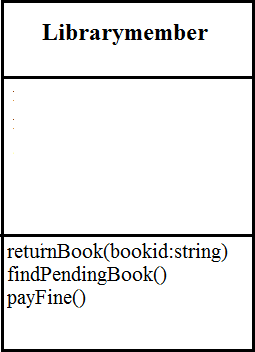 Librarymember
returnBook(bookid:string)
findPendingBook()
payFine()